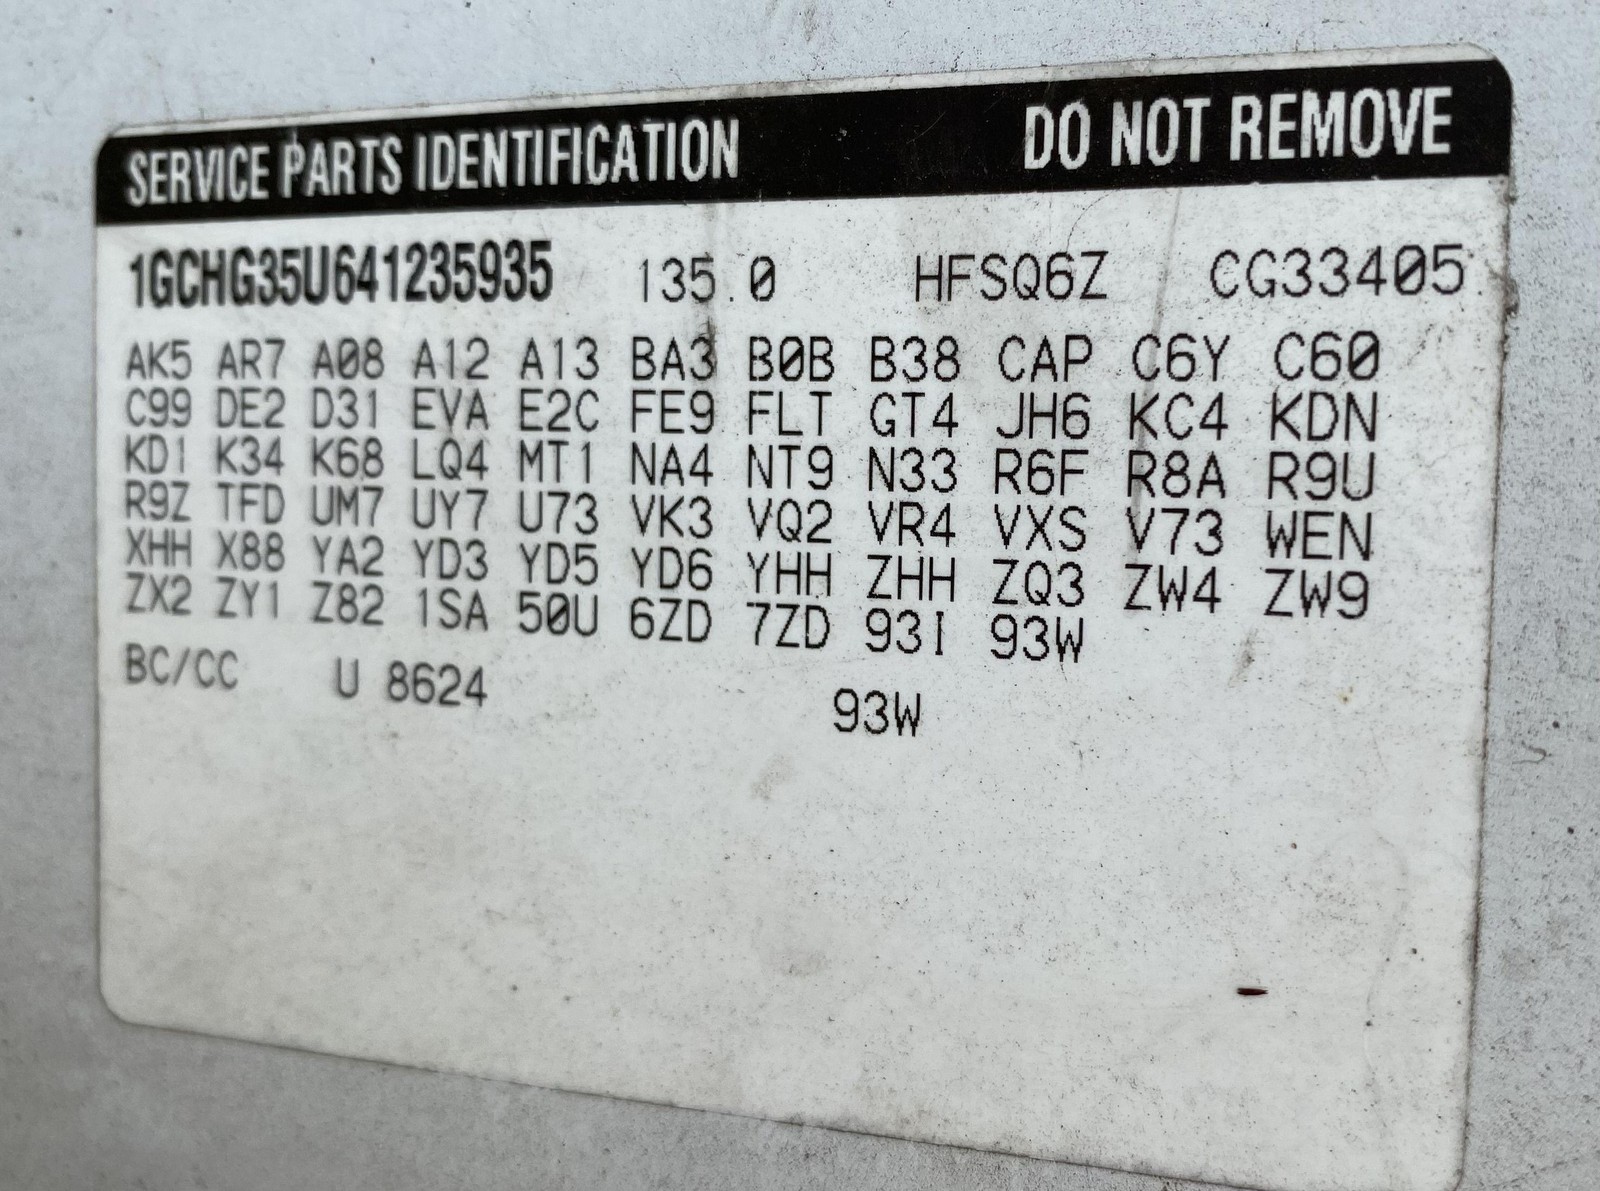 SERVICE PARTS IDENTIFICATION DO NOT REMOVE
1GCHG35U641235935 135.0 HFSQ6Z CG33405
AK5 AR7 A08 A12 A13 BA3 B0B B38 CAP C6Y C60
C99 DE2 D31 EVA E2C FE9 FLT GT4 JH6 KC4 KDN
KD1 K34 K68 LQ4 MT1 NA4 NT9 N33 R6F R8A R9U
R9Z TFD UM7 UY7 U73 VK3 VQ2 VR4 VXS V73 WEN
XHH X88 YA2 YD3 YD5 YD6 YHH ZHH ZQ3 ZW4 ZW9
ZX2 ZY1 Z82 1SA 50U 6ZD 7ZD 93I 93W
BC/CC U 8624 93W